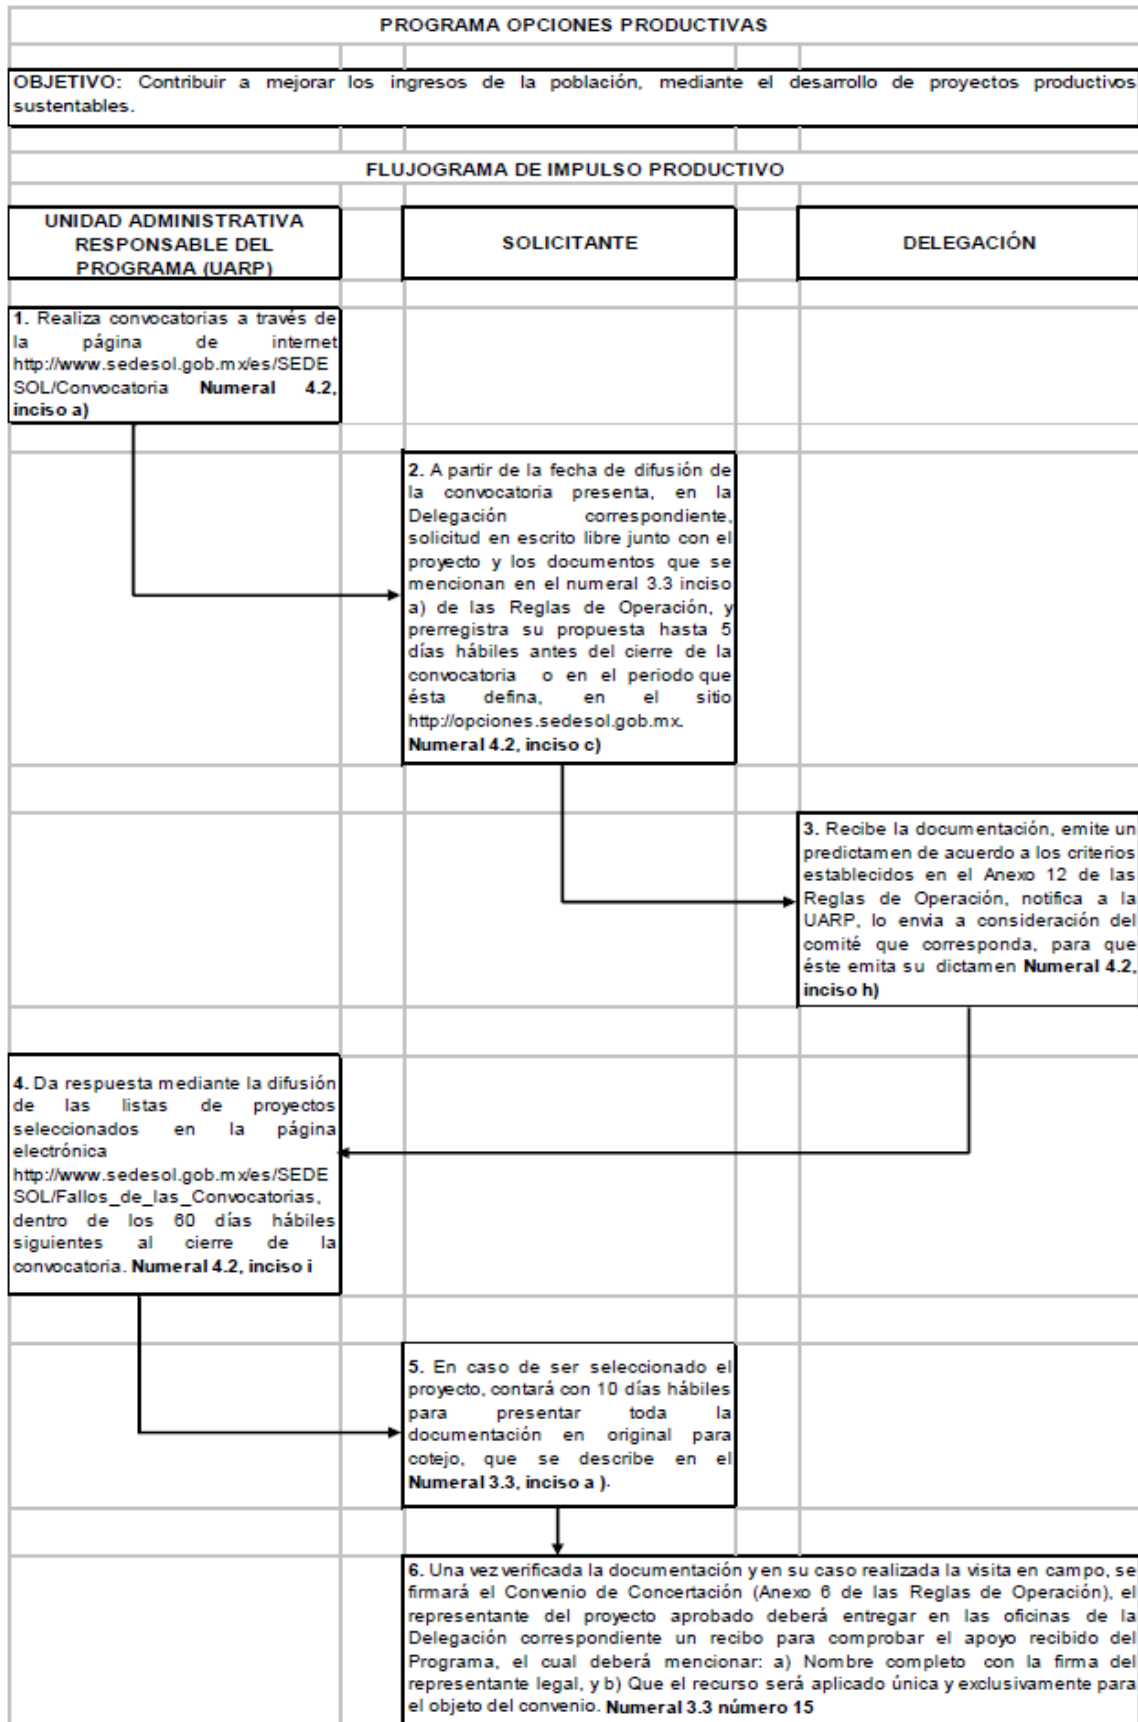 PROGRAMA OPCIONES PRODUCTIVAS
OBJETIVO: Contribuir a mejorar los ingresos de la población, mediante el desarrollo de proyectos productivos
sustentables.
FLUJOGRAMA DE IMPULSO PRODUCTIVO
UNIDAD ADMINISTRATIVA
RESPONSABLE DEL
PROGRAMA (UARP)
SOLICITANTE
DELEGACIÓN
1. Realiza convocatorias a través de
la página de internet
http://www.sedesol.gob.mx/es/SEDE
SOL/Convocatoria Numeral 4.2,
inciso a)
2. A partir de la fecha de difusión de
la convocatoria presenta, en la
Delegación correspondiente,
solicitud en escrito libre junto con el
proyecto y los documentos que se
mencionan en el numeral 3.3 inciso
a) de las Reglas de Operación, y
prerregistra su propuesta hasta 5
días hábiles antes del cierre de la
convocatoria o en el periodo que
ésta defina, en el sitio
http://opciones.sedesol.gob.mx.
Numeral 4.2, inciso c)
3. Recibe la documentación, emite un
predictamen de acuerdo a los criterios
establecidos en el Anexo 12 de las
Reglas de Operación, notifica a la
UARP, lo envia a consideración del
comité que corresponda, para que
éste emita su dictamen Numeral 4.2,
inciso h)
4. Da respuesta mediante la difusión
de las listas de proyectos
seleccionados en la página
electrónica
http://www.sedesol.gob.mx/es/SEDE
SOL/Fallos_de_las_Convocatorias,
dentro de los 60 días hábiles
siguientes al cierre de la
convocatoria. Numeral 4.2, inciso i
5. En caso de ser seleccionado el
proyecto, contará con 10 días hábiles
para presentar toda la
documentación en original para
cotejo, que se describe en el
Numeral 3.3, inciso a ).
6. Una vez verificada la documentación y en su caso realizada la visita en campo, se
firmará el Convenio de Concertación (Anexo 6 de las Reglas de Operación), el
representante del proyecto aprobado deberá entregar en las oficinas de la
Delegación correspondiente un recibo para comprobar el apoyo recibido del
Programa, el cual deberá mencionar: a) Nombre completo con la firma del
representante legal, y b) Que el recurso será aplicado única y exclusivamente para
el objeto del convenio. Numeral 3.3 número 15